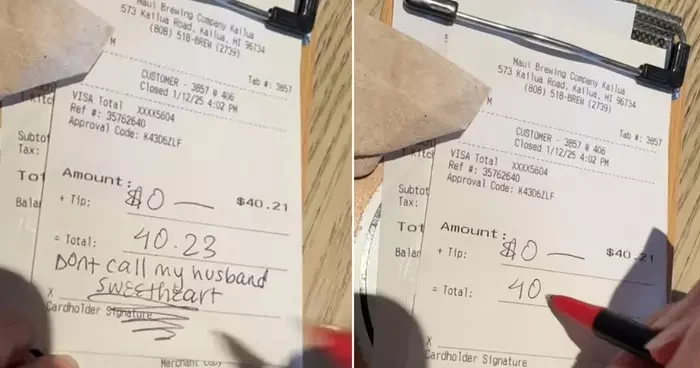 Maui Brewing Company Kailua
573 Kailua Road, Kailua, HI 96734
(808) 518-BREW (2739)
M
Tab #: 3857
CUSTOMER - 3857 @ 406
Closed 1/12/25 4:02 PM
VISA Total XXXX5604
Ref #: 35762640
Approval Code: K43D6ZLF
Subtot
Tax:
Tot
Balar
Amount: $40.21
+ Tip: $0 —
= Total: 40.23
Dont call my husband
sweetheart
X
Cardholder Signature
Merchant Copy
Maui Brewing Company Kailua
573 Kailua Road, Kailua, HI 96734
(808) 518-BREW (2739)
M
Tab #: 3857
CUSTOMER - 3857 @ 406
Closed 1/12/25 4:02 PM
VISA Total XXXX5604
Ref #: 35762640
Approval Code: K43D6ZLF
Subtot
Tax:
Tot
Balar
Amount: $40.21
+ Tip: $0 —
= Total: 40.
X
Cardholder Signature